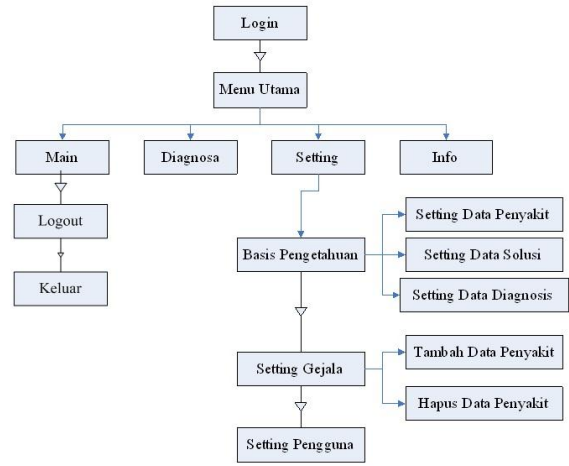 Login
Menu Utama
Main
Diagnosa
Setting
Info
Logout
Keluar
Basis Pengetahuan
Setting Data Penyakit
Setting Data Solusi
Setting Data Diagnosis
Setting Gejala
Tambah Data Penyakit
Hapus Data Penyakit
Setting Pengguna